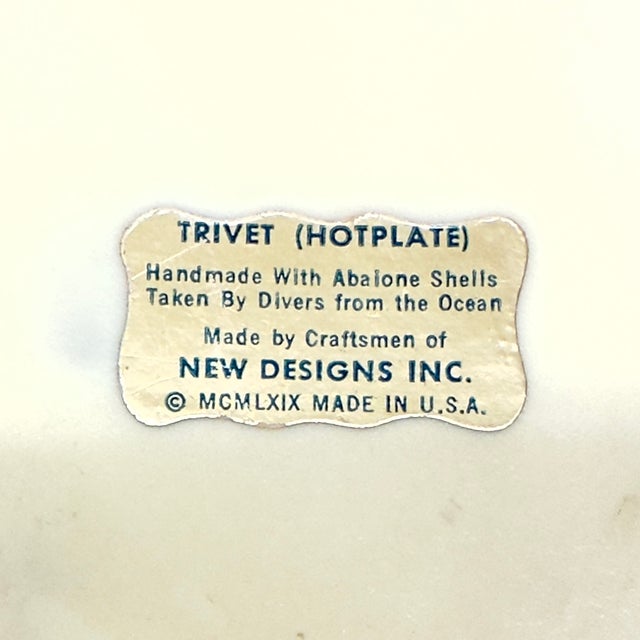 TRIVET (HOTPLATE)
Handmade With Abalone Shells
Taken By Divers from the Ocean
Made by Craftsmen of
NEW DESIGNS INC.
© MCMLXIX MADE IN U.S.A.